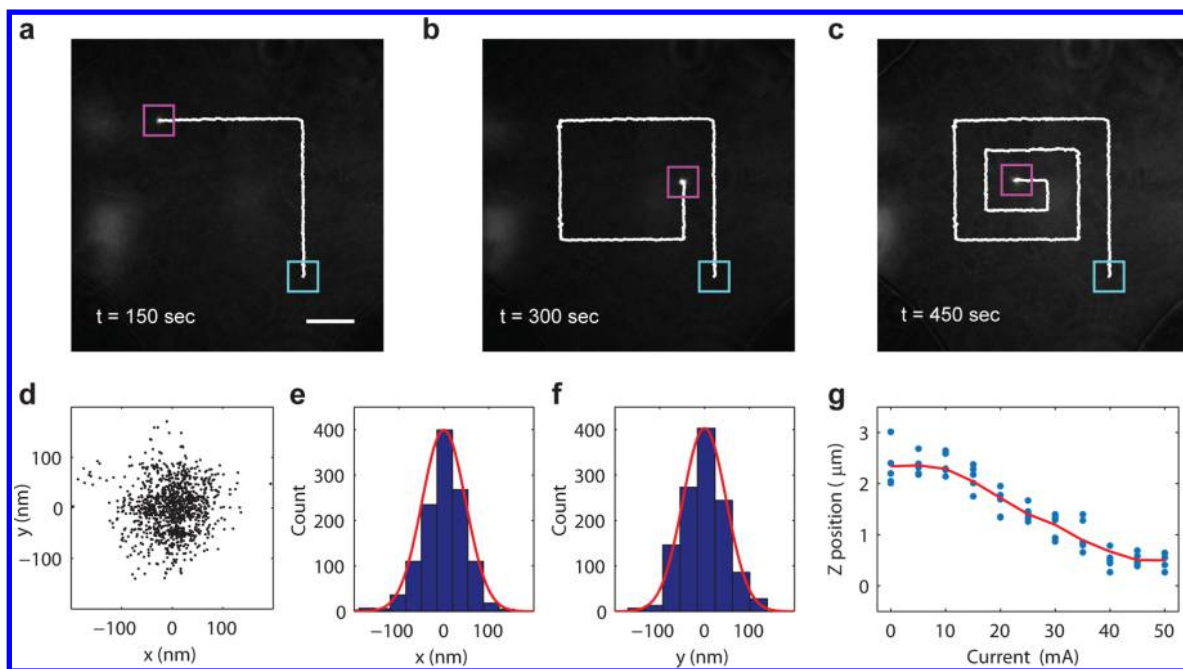 a
b
c
t = 150 sec
t = 300 sec
t = 450 sec
d
e
f
g
y (nm)
100
0
−100
−100 0 100
x (nm)
Count
400
300
200
100
0
−100 0 100
x (nm)
Count
400
300
200
100
0
−100 0 100
y (nm)
Z position ( μm)
3
2
1
0
0 10 20 30 40 50
Current (mA)